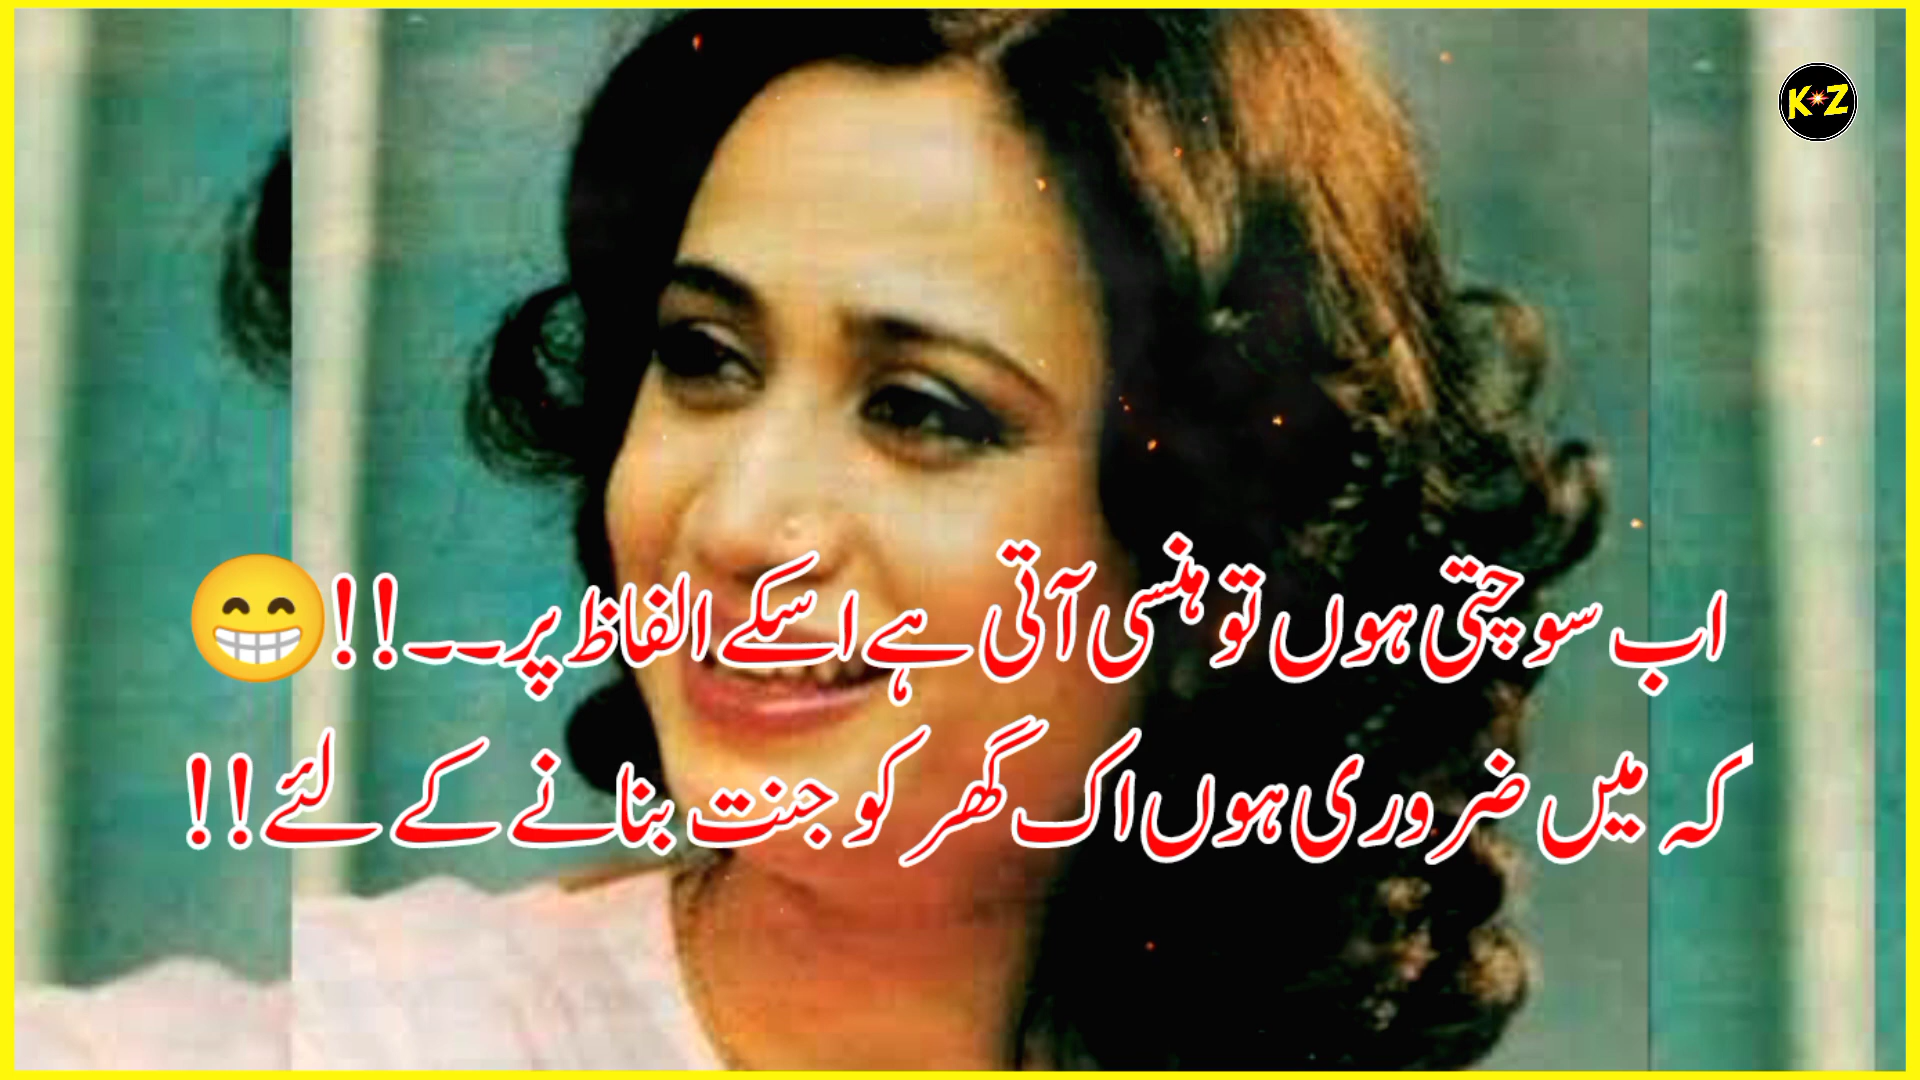 K Z
اب سوچتی ہوں تو ہنسی آتی ہے اسکے الفاظ پر۔۔۔!!😁
کہ میں ضروری ہوں اک گھر کو جنت بنانے کے لئے!!